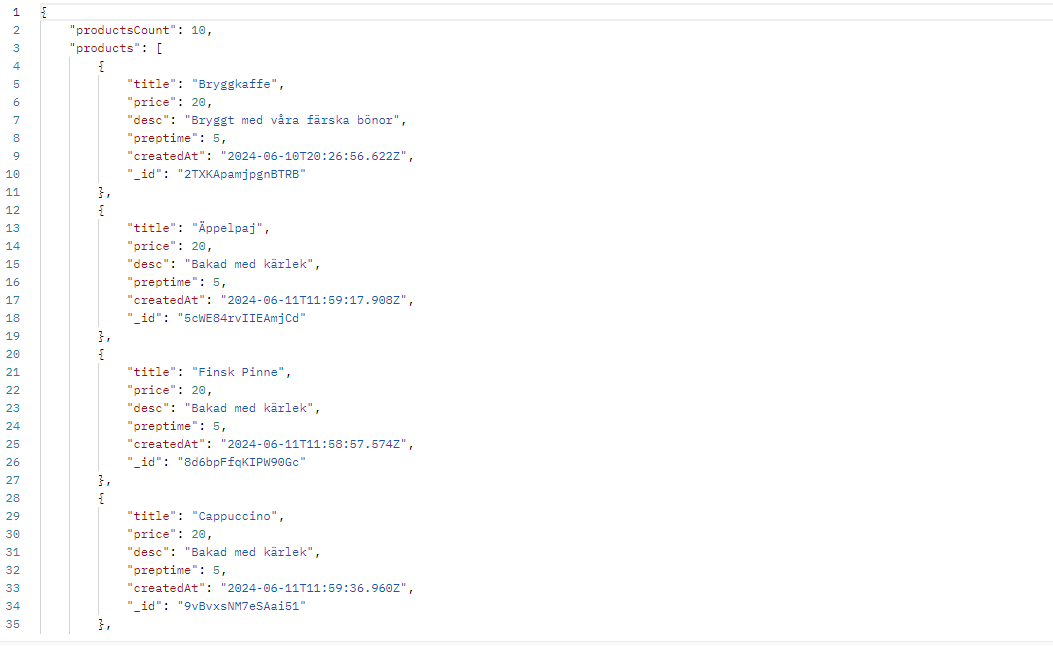 1 {
2 "productsCount": 10,
3 "products": [
4 {
5 "title": "Bryggkaffe",
6 "price": 20,
7 "desc": "Bryggt med våra färska bönor",
8 "preptime": 5,
9 "createdAt": "2024-06-10T20:26:56.622Z",
10 "_id": "2TXKApamjpgnBTRB"
11 },
12 {
13 "title": "Äppelpaj",
14 "price": 20,
15 "desc": "Bakad med kärlek",
16 "preptime": 5,
17 "createdAt": "2024-06-11T11:59:17.908Z",
18 "_id": "5cWE84rvIIEAmjCd"
19 },
20 {
21 "title": "Finsk Pinne",
22 "price": 20,
23 "desc": "Bakad med kärlek",
24 "preptime": 5,
25 "createdAt": "2024-06-11T11:58:57.574Z",
26 "_id": "8d6bpFfqKIPW90Gc"
27 },
28 {
29 "title": "Cappuccino",
30 "price": 20,
31 "desc": "Bakad med kärlek",
32 "preptime": 5,
33 "createdAt": "2024-06-11T11:59:36.960Z",
34 "_id": "9vBvxsNM7eSAai51"
35 },